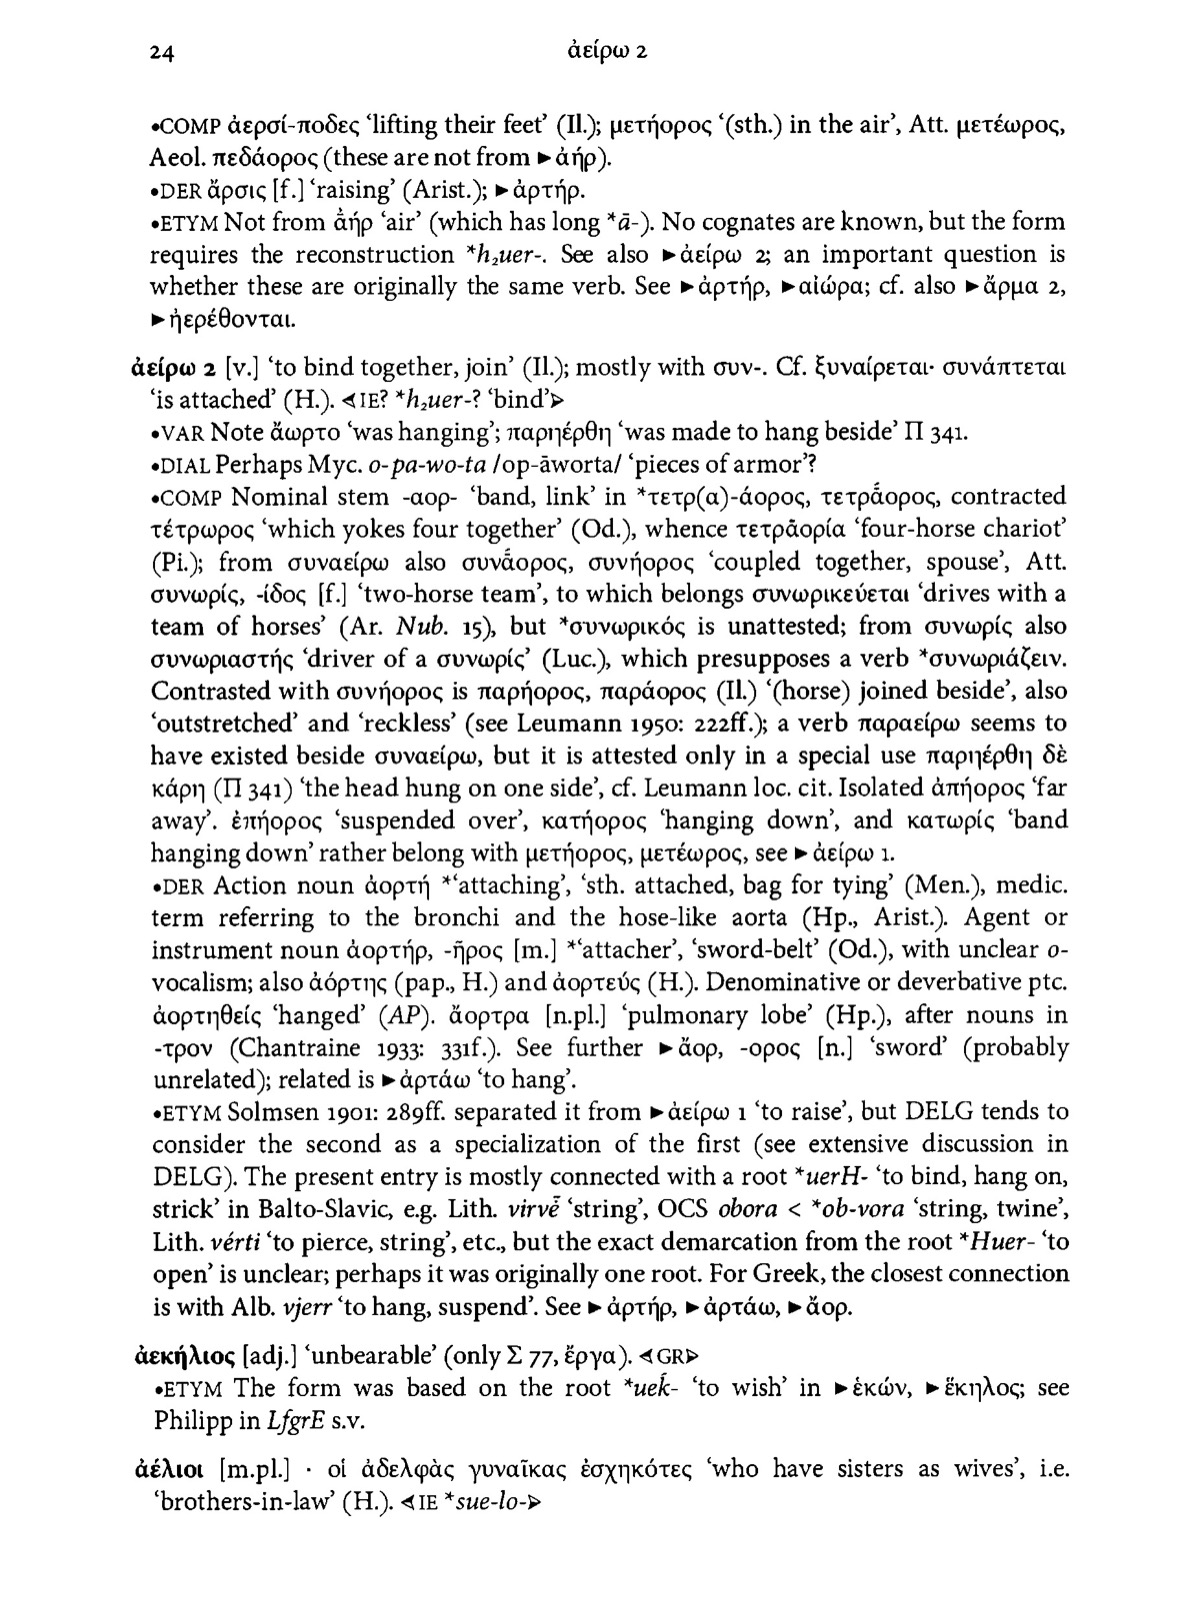 24
ἀείρω 2
•COMP ἀερσί-ποδες ‘lifting their feet’ (Il.); μετήορος ‘(sth.) in the air’, Att. μετέωρος,
Aeol. πεδάορος (these are not from ►ἀήρ).
•DER ἄρσις [f.] ‘raising’ (Arist.); ►ἀρτήρ.
•ETYM Not from ἀ̄ήρ ‘air’ (which has long *ā-). No cognates are known, but the form
requires the reconstruction *h₂uer-. See also ►ἀείρω 2; an important question is
whether these are originally the same verb. See ►ἀρτήρ, ►αἰώρα; cf. also ►ἅρμα 2,
►ἠερέθονται.
ἀείρω 2 [v.] ‘to bind together, join’ (Il.); mostly with συν-. Cf. ξυναίρεται· συνάπτεται
‘is attached’ (H.). ⊲IE? *h₂uer-? ‘bind’⊳
•VAR Note ἄωρτο ‘was hanging’; παρηέρθη ‘was made to hang beside’ Π 341.
•DIAL Perhaps Myc. o-pa-wo-ta /op-āworta/ ‘pieces of armor’?
•COMP Nominal stem -αορ- ‘band, link’ in *τετρ(α)-άορος, τετρᾱ́ορος, contracted
τέτρωρος ‘which yokes four together’ (Od.), whence τετρᾱορία ‘four-horse chariot’
(Pi.); from συναείρω also συνᾱ́ορος, συνήορος ‘coupled together, spouse’, Att.
συνωρίς, -ίδος [f.] ‘two-horse team’, to which belongs συνωρικεύεται ‘drives with a
team of horses’ (Ar. Nub. 15), but *συνωρικός is unattested; from συνωρίς also
συνωριαστής ‘driver of a συνωρίς’ (Luc.), which presupposes a verb *συνωριάζειν.
Contrasted with συνήορος is παρήορος, παράορος (Il.) ‘(horse) joined beside’, also
‘outstretched’ and ‘reckless’ (see Leumann 1950: 222ff.); a verb παραείρω seems to
have existed beside συναείρω, but it is attested only in a special use παρηέρθη δὲ
κάρη (Π 341) ‘the head hung on one side’, cf. Leumann loc. cit. Isolated ἀπήορος ‘far
away’. ἐπήορος ‘suspended over’, κατήορος ‘hanging down’, and κατωρίς ‘band
hanging down’ rather belong with μετήορος, μετέωρος, see ►ἀείρω 1.
•DER Action noun ἀορτή *‘attaching’, ‘sth. attached, bag for tying’ (Men.), medic.
term referring to the bronchi and the hose-like aorta (Hp., Arist.). Agent or
instrument noun ἀορτήρ, -ῆρος [m.] *‘attacher’, ‘sword-belt’ (Od.), with unclear o-
vocalism; also ἀόρτης (pap., H.) and ἀορτεύς (H.). Denominative or deverbative ptc.
ἀορτηθείς ‘hanged’ (AP). ἄορτρα [n.pl.] ‘pulmonary lobe’ (Hp.), after nouns in
-τρον (Chantraine 1933: 331f.). See further ►ἄορ, -ορος [n.] ‘sword’ (probably
unrelated); related is ►ἀρτάω ‘to hang’.
•ETYM Solmsen 1901: 289ff. separated it from ►ἀείρω 1 ‘to raise’, but DELG tends to
consider the second as a specialization of the first (see extensive discussion in
DELG). The present entry is mostly connected with a root *uerH- ‘to bind, hang on,
strick’ in Balto-Slavic, e.g. Lith. virvė̃ ‘string’, OCS obora < *ob-vora ‘string, twine’,
Lith. vérti ‘to pierce, string’, etc., but the exact demarcation from the root *Huer- ‘to
open’ is unclear; perhaps it was originally one root. For Greek, the closest connection
is with Alb. vjerr ‘to hang, suspend’. See ►ἀρτήρ, ►ἀρτάω, ►ἄορ.
ἀεκήλιος [adj.] ‘unbearable’ (only Σ 77, ἔργα). ⊲GR⊳
•ETYM The form was based on the root *ueḱ- ‘to wish’ in ►ἑκών, ►ἕκηλος; see
Philipp in LfgrE s.v.
ἀέλιοι [m.pl.] · οἱ ἀδελφὰς γυναῖκας ἐσχηκότες ‘who have sisters as wives’, i.e.
‘brothers-in-law’ (H.). ⊲IE *sue-lo-⊳